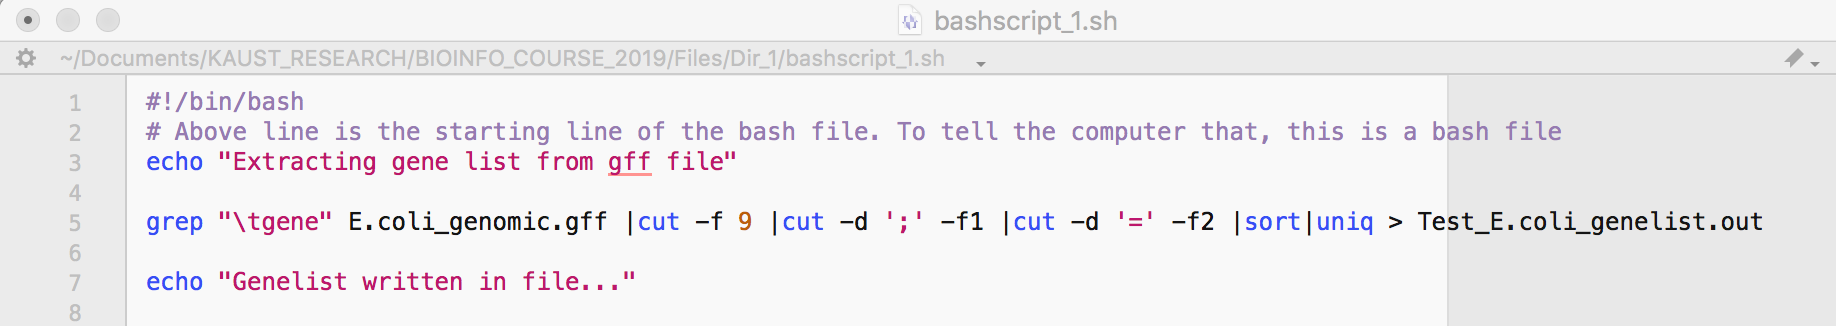 bashscript_1.sh
~/Documents/KAUST_RESEARCH/BIOINFO_COURSE_2019/Files/Dir_1/bashscript_1.sh
1 #!/bin/bash
2 # Above line is the starting line of the bash file. To tell the computer that, this is a bash file
3 echo "Extracting gene list from gff file"
4
5 grep "\tgene" E.coli_genomic.gff |cut -f 9 |cut -d ';' -f1 |cut -d '=' -f2 |sort|uniq > Test_E.coli_genelist.out
6
7 echo "Genelist written in file..."
8